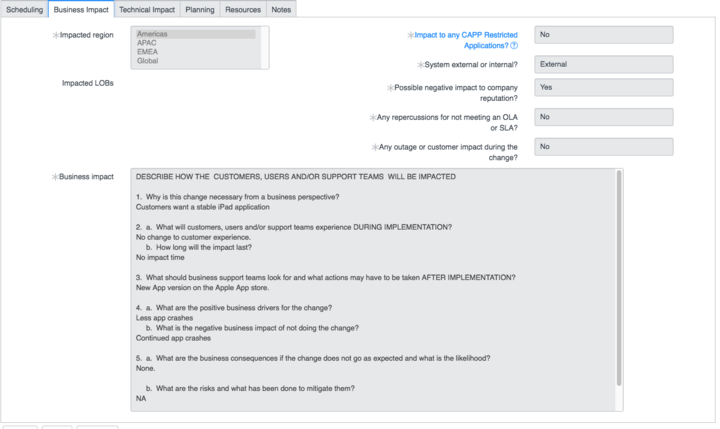 Scheduling Business Impact Technical Impact Planning Resources Notes
Impacted region
Americas
APAC
EMEA
Global
Impact to any CAPP Restricted
Applications?
No
System external or internal?
External
Impacted LOBs
Possible negative impact to company
reputation?
Yes
Any repercussions for not meeting an OLA
or SLA?
No
Any outage or customer impact during the
change?
No
Business impact
DESCRIBE HOW THE CUSTOMERS, USERS AND/OR SUPPORT TEAMS WILL BE IMPACTED
1. Why is this change necessary from a business perspective?
Customers want a stable iPad application
2. a. What will customers, users and/or support teams experience DURING IMPLEMENTATION?
No change to customer experience.
b. How long will the impact last?
No impact time
3. What should business support teams look for and what actions may have to be taken AFTER IMPLEMENTATION?
New App version on the Apple App store.
4. a. What are the positive business drivers for the change?
Less app crashes
b. What is the negative business impact of not doing the change?
Continued app crashes
5. a. What are the business consequences if the change does not go as expected and what is the likelihood?
None.
b. What are the risks and what has been done to mitigate them?
NA